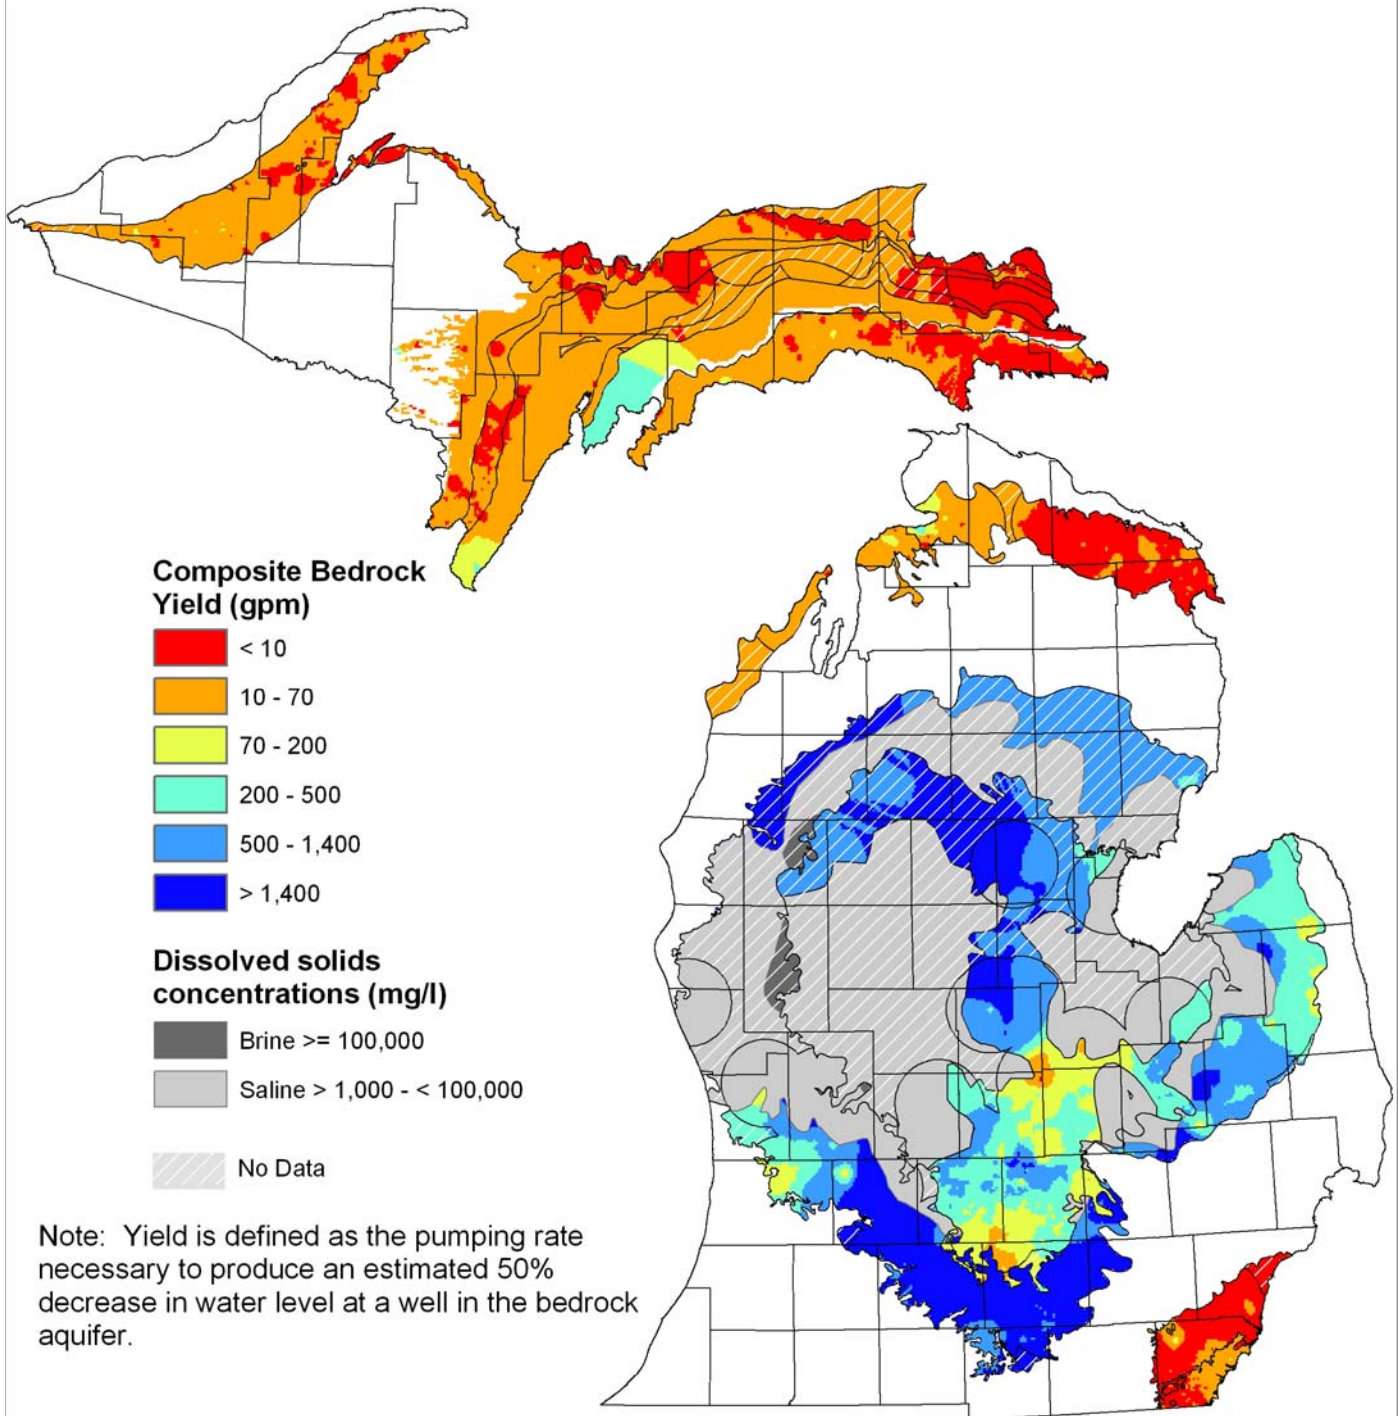 Composite Bedrock
Yield (gpm)
< 10
10 - 70
70 - 200
200 - 500
500 - 1,400
> 1,400
Dissolved solids
concentrations (mg/l)
Brine >= 100,000
Saline > 1,000 - < 100,000
No Data
Note: Yield is defined as the pumping rate
necessary to produce an estimated 50%
decrease in water level at a well in the bedrock
aquifer.